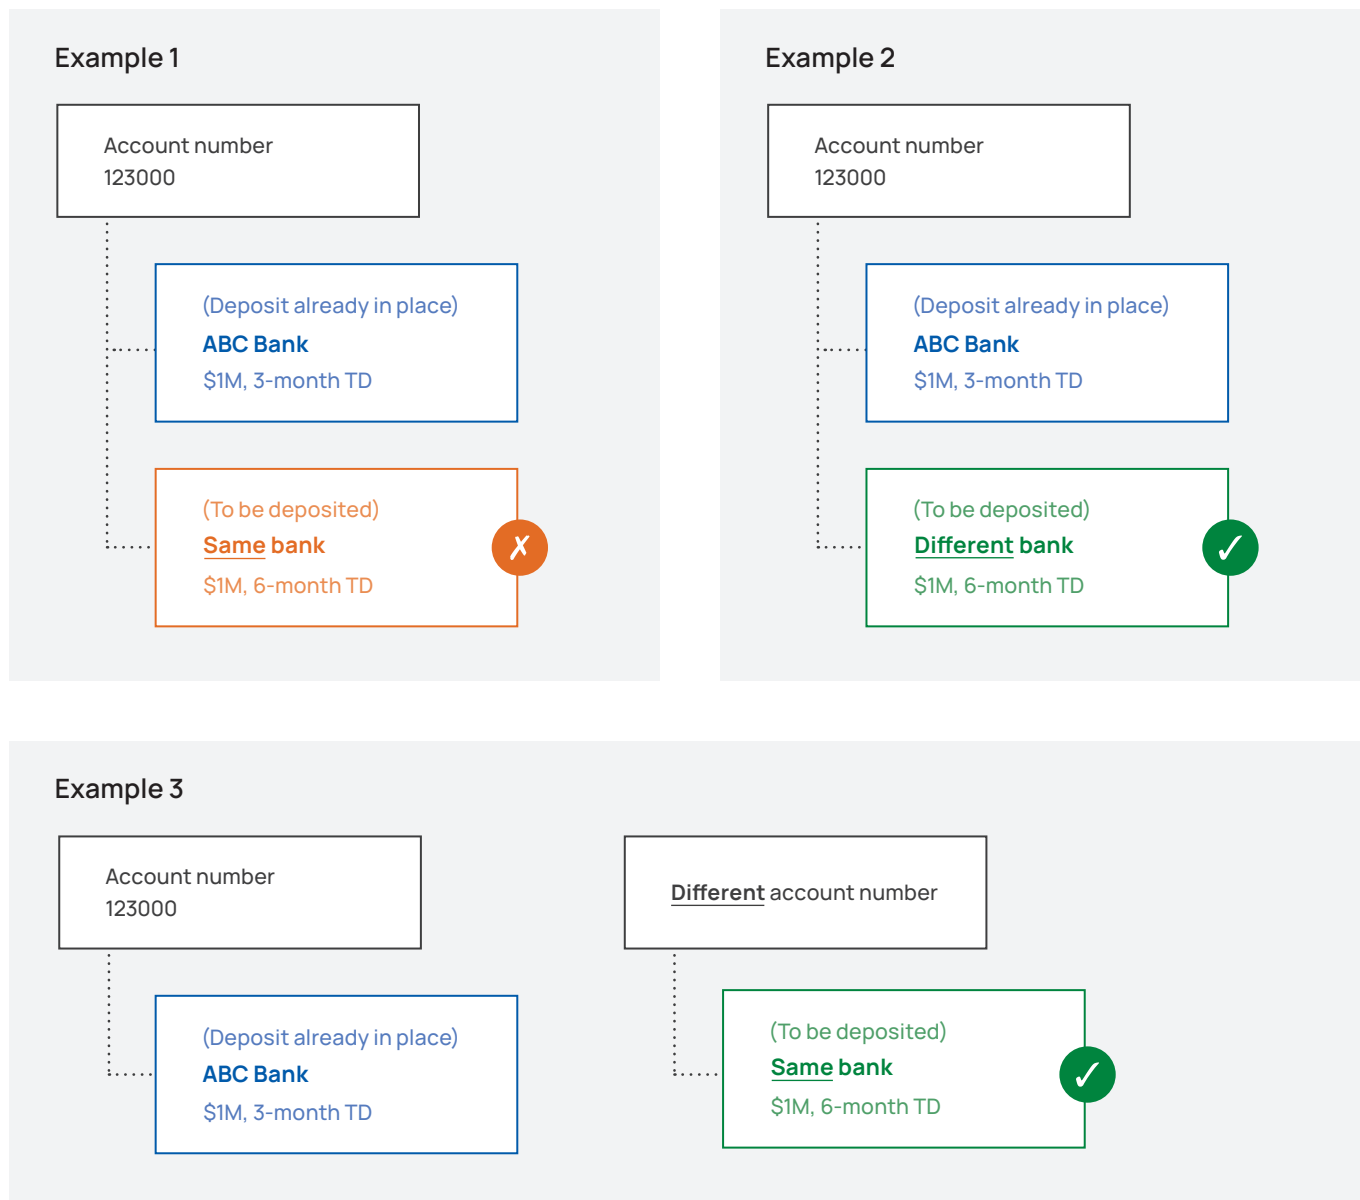 Example 1
Account number
123000
(Deposit already in place)
ABC Bank
$1M, 3-month TD
(To be deposited)
Same bank
✗
$1M, 6-month TD
Example 2
Account number
123000
(Deposit already in place)
ABC Bank
$1M, 3-month TD
(To be deposited)
Different bank
✓
$1M, 6-month TD
Example 3
Account number
123000
(Deposit already in place)
ABC Bank
$1M, 3-month TD
Different account number
(To be deposited)
Same bank
✓
$1M, 6-month TD